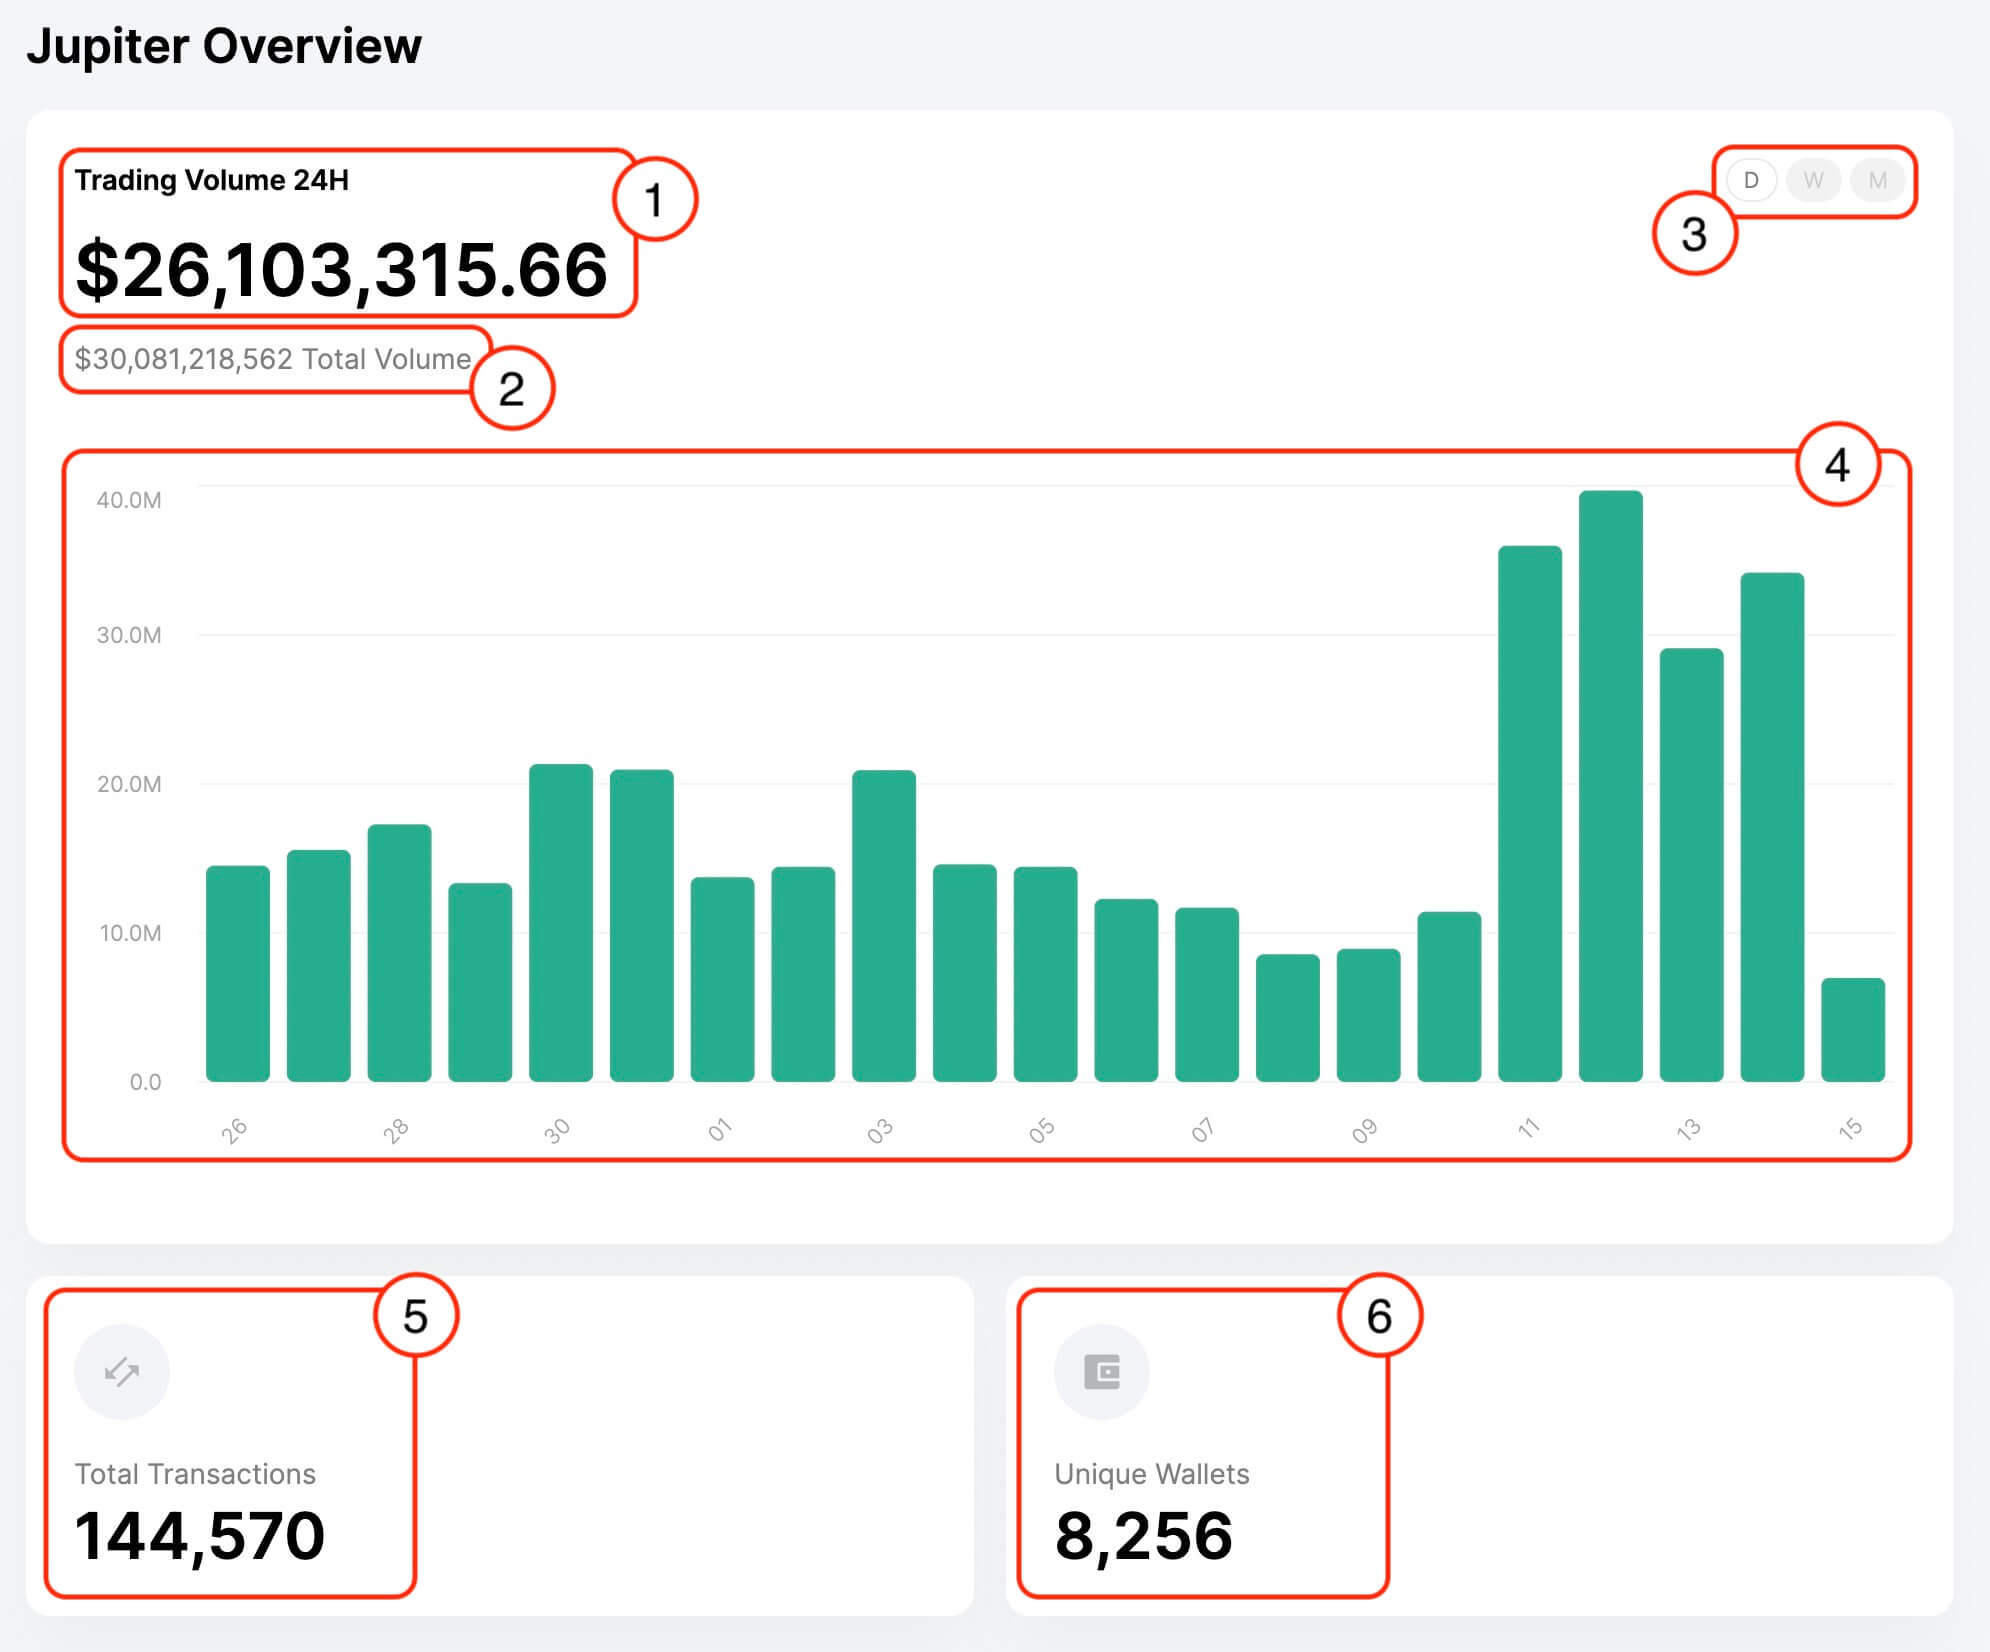 Jupiter Overview
Trading Volume 24H
1
D W M
3
$26,103,315.66
$30,081,218,562 Total Volume
2
4
40.0M
30.0M
20.0M
10.0M
0.0
26 28 30 01 03 05 07 09 11 13 15
5
6
Total Transactions
144,570
Unique Wallets
8,256